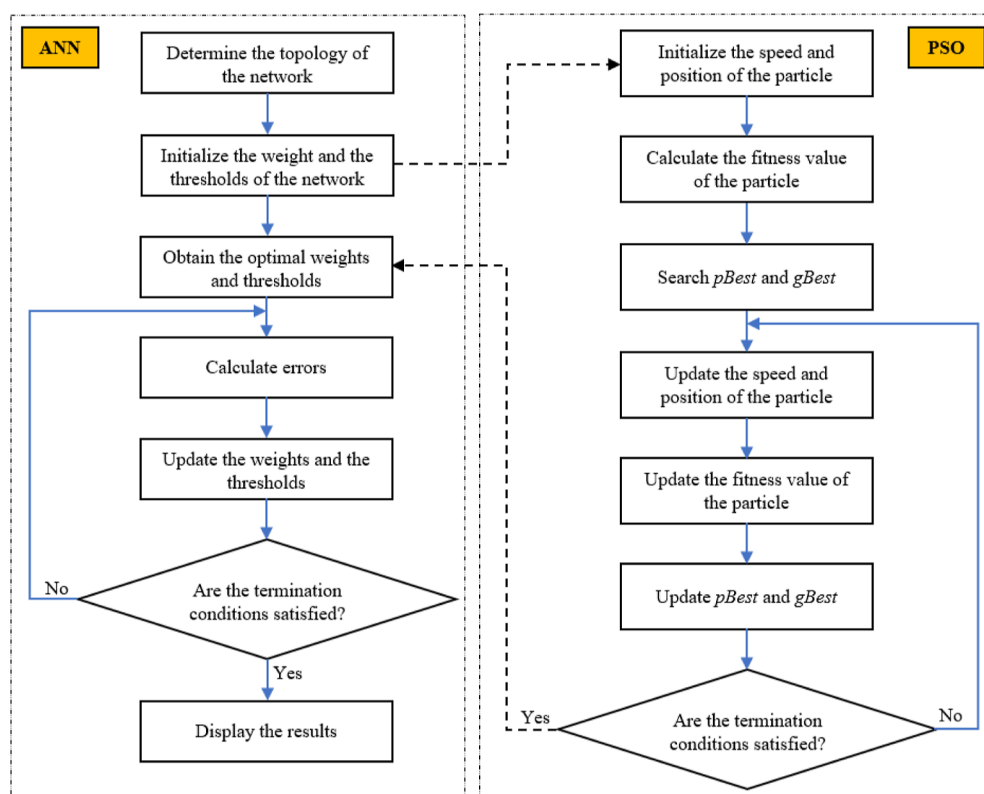 ANN
Determine the topology of
the network
Initialize the weight and the
thresholds of the network
Obtain the optimal weights
and thresholds
Calculate errors
Update the weights and the
thresholds
No
Are the termination
conditions satisfied?
Yes
Display the results
PSO
Initialize the speed and
position of the particle
Calculate the fitness value
of the particle
Search pBest and gBest
Update the speed and
position of the particle
Update the fitness value of
the particle
Update pBest and gBest
Yes
Are the termination
conditions satisfied?
No